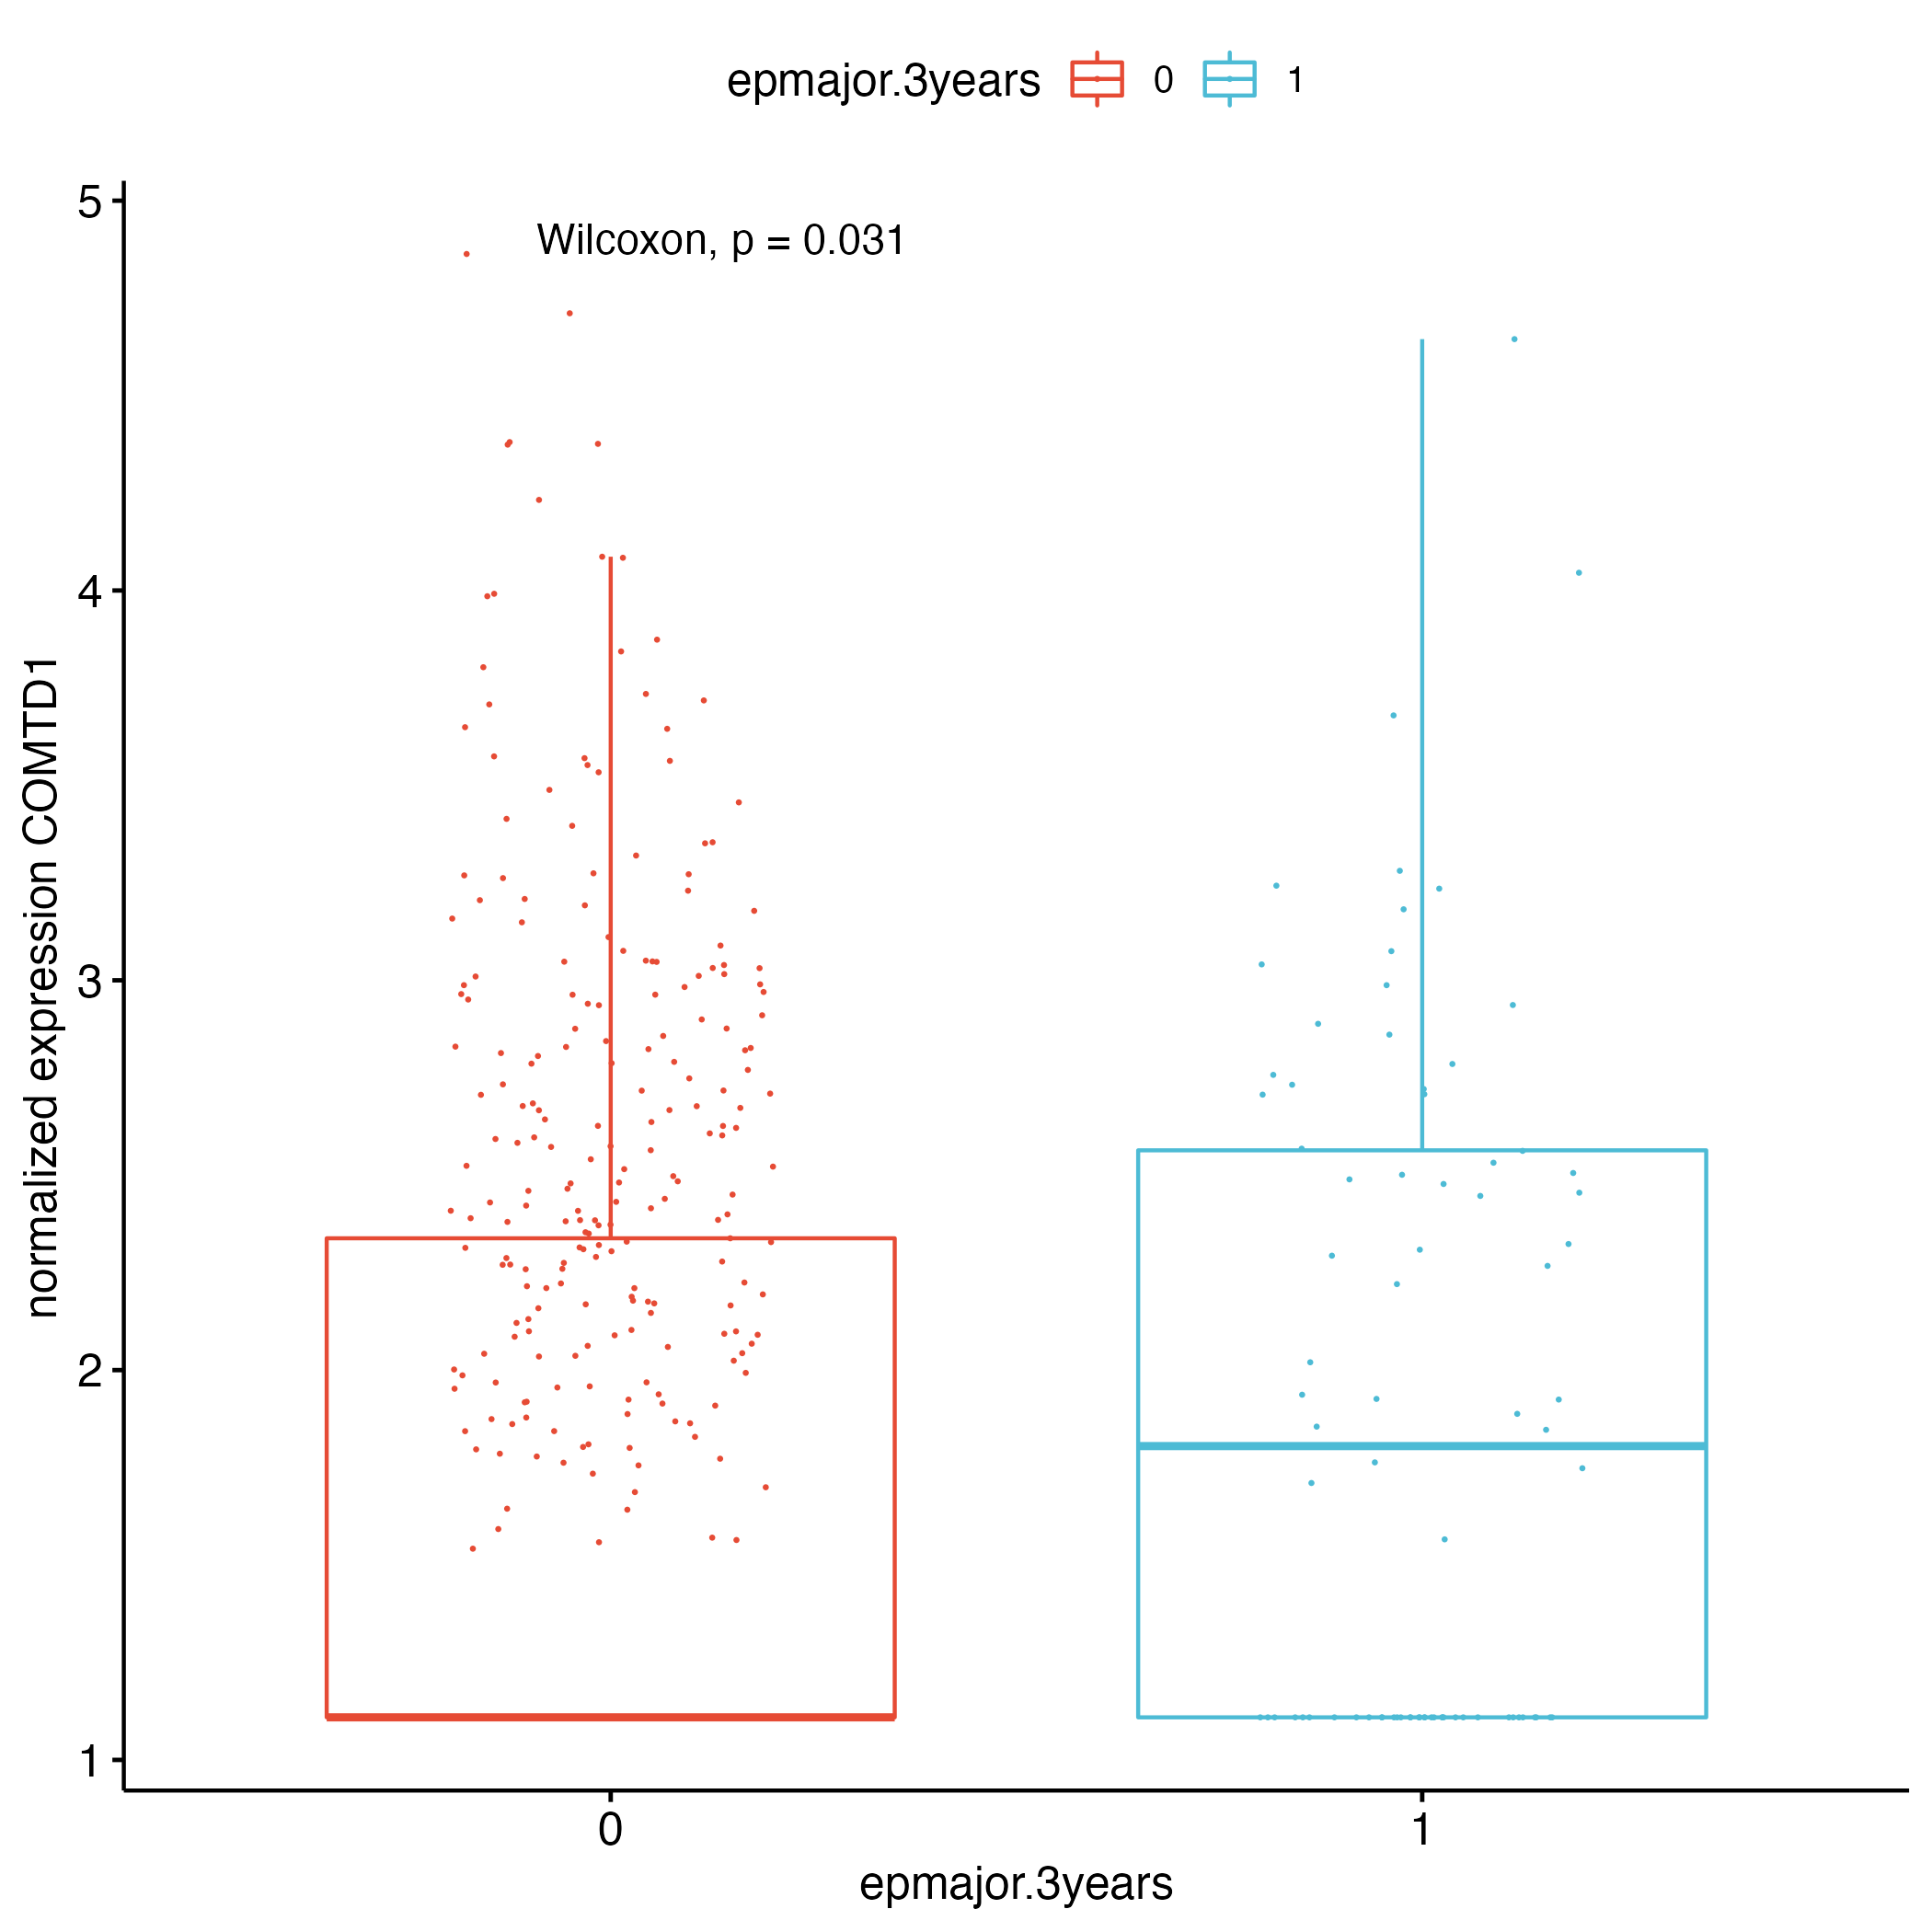 epmajor.3years 0 1
Wilcoxon, p = 0.031
normalized expression COMTD1
5
4
3
2
1
0 1
epmajor.3years